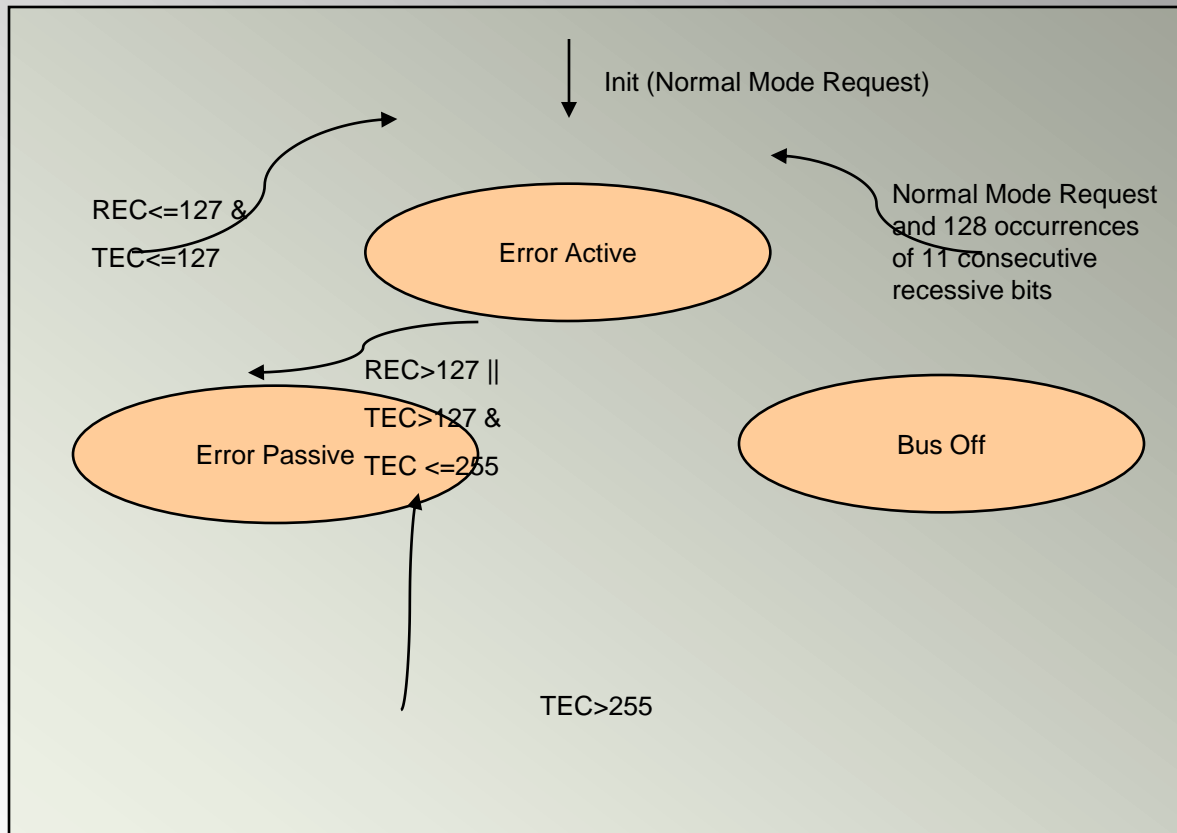 Init (Normal Mode Request)
REC<=127 &
TEC<=127
Normal Mode Request
and 128 occurrences
of 11 consecutive
recessive bits
Error Active
REC>127 ||
TEC>127 &
TEC <=255
Error Passive
Bus Off
TEC>255